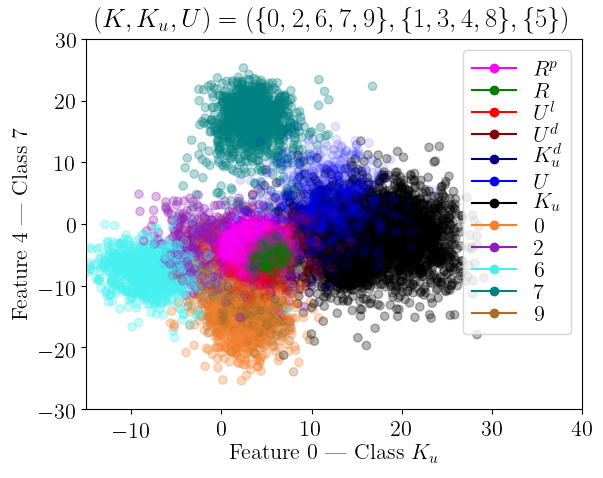 (K, K_u, U) = ({0, 2, 6, 7, 9}, {1, 3, 4, 8}, {5})
30
20
10
0
−10
−20
−30
Feature 4 — Class 7
−10
0
10
20
30
40
Feature 0 — Class K_u
R^p
R
U^l
U^d
K_u^d
U
K_u
0
2
6
7
9